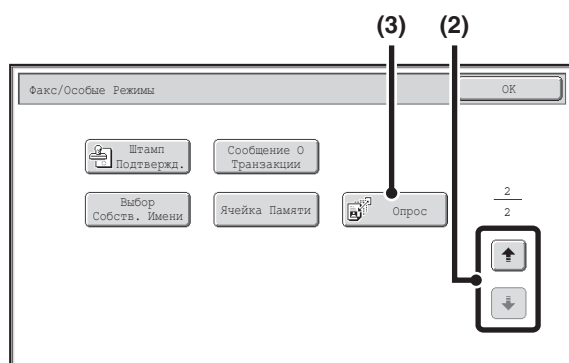 (3) (2)
Факс/Особые Режимы
OK
Штамп
Подтвержд.
Сообщение О
Транзакции
Выбор
Собств. Имени
Ячейка Памяти
Опрос
2
2